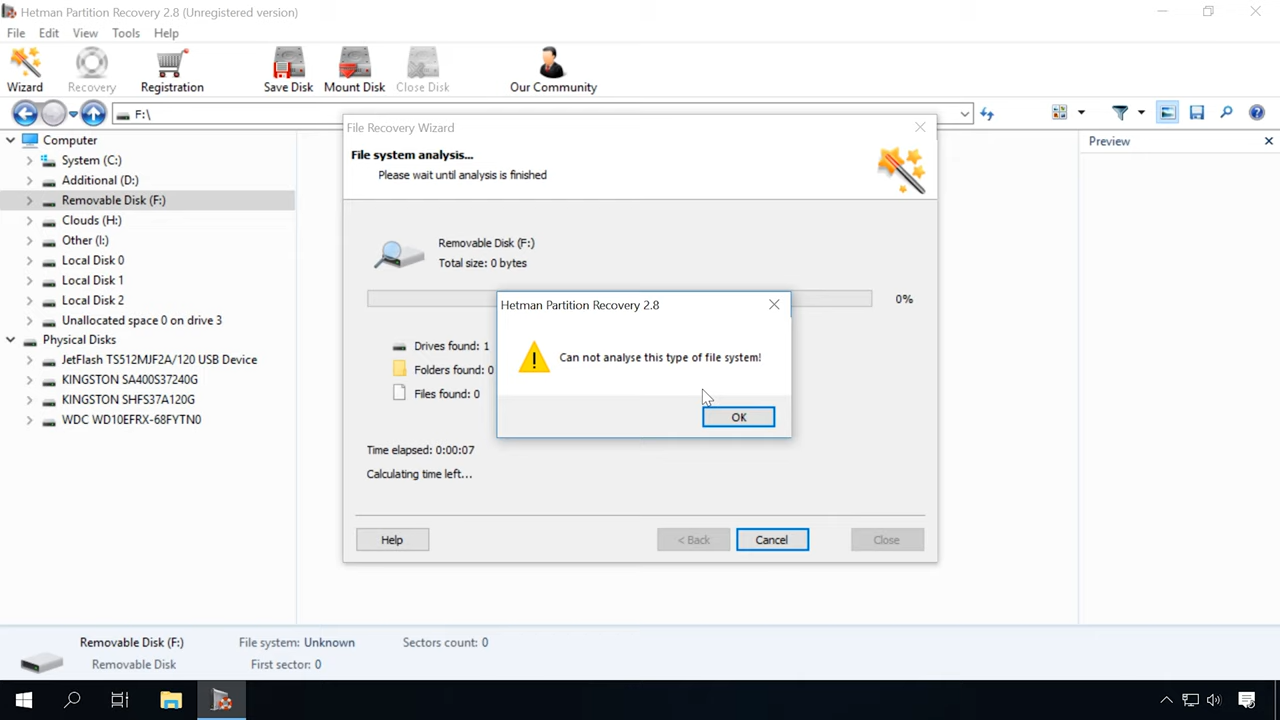 Hetman Partition Recovery 2.8 (Unregistered version)
File Edit View Tools Help
Wizard Recovery Registration Save Disk Mount Disk Close Disk Our Community
F:\
Computer
System (C:)
Additional (D:)
Removable Disk (F:)
Clouds (H:)
Other (I:)
Local Disk 0
Local Disk 1
Local Disk 2
Unallocated space 0 on drive 3
Physical Disks
JetFlash TS512MJF2A/120 USB Device
KINGSTON SA400S37240G
KINGSTON SHFS37A120G
WDC WD10EFRX-68FYTN0
File Recovery Wizard
File system analysis...
Please wait until analysis is finished
Removable Disk (F:)
Total size: 0 bytes
0%
Drives found: 1
Folders found: 0
Files found: 0
Time elapsed: 0:00:07
Calculating time left...
Help < Back Cancel Close
Hetman Partition Recovery 2.8
Can not analyse this type of file system!
OK
Preview
Removable Disk (F:) File system: Unknown Sectors count: 0
Removable Disk First sector: 0